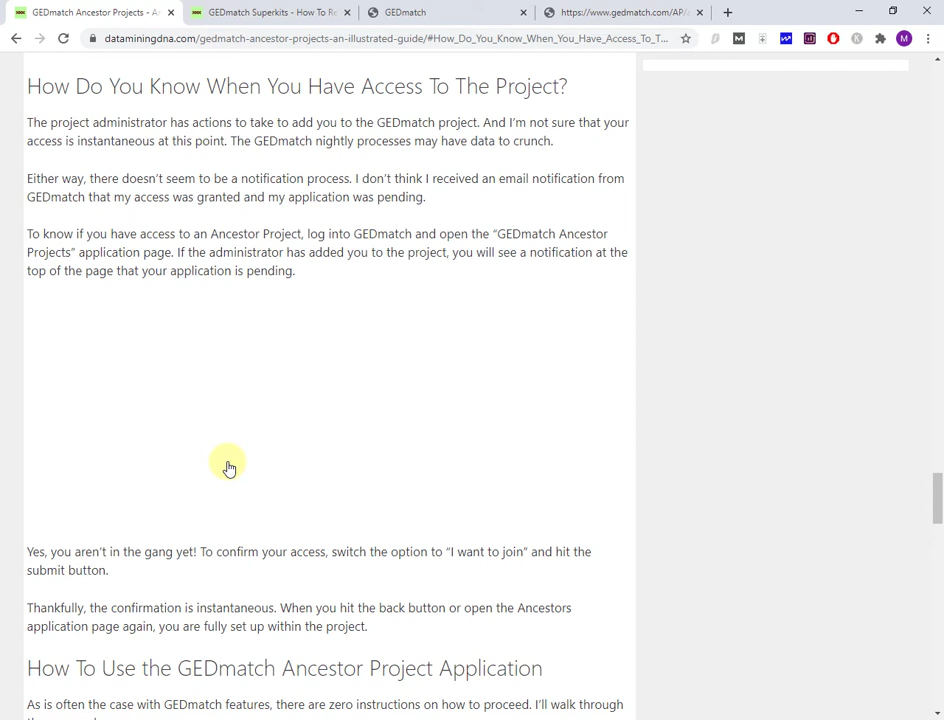 GEDmatch Ancestor Projects - A
GEDmatch Superkits - How To R
GEDmatch
https://www.gedmatch.com/AP/
dataminingdna.com/gedmatch-ancestor-projects-an-illustrated-guide/#How_Do_You_Know_When_You_Have_Access_To_T...
How Do You Know When You Have Access To The Project?
The project administrator has actions to take to add you to the GEDmatch project. And I'm not sure that your
access is instantaneous at this point. The GEDmatch nightly processes may have data to crunch.
Either way, there doesn't seem to be a notification process. I don't think I received an email notification from
GEDmatch that my access was granted and my application was pending.
To know if you have access to an Ancestor Project, log into GEDmatch and open the “GEDmatch Ancestor
Projects” application page. If the administrator has added you to the project, you will see a notification at the
top of the page that your application is pending.
Yes, you aren't in the gang yet! To confirm your access, switch the option to “I want to join” and hit the
submit button.
Thankfully, the confirmation is instantaneous. When you hit the back button or open the Ancestors
application page again, you are fully set up within the project.
How To Use the GEDmatch Ancestor Project Application
As is often the case with GEDmatch features, there are zero instructions on how to proceed. I'll walk through